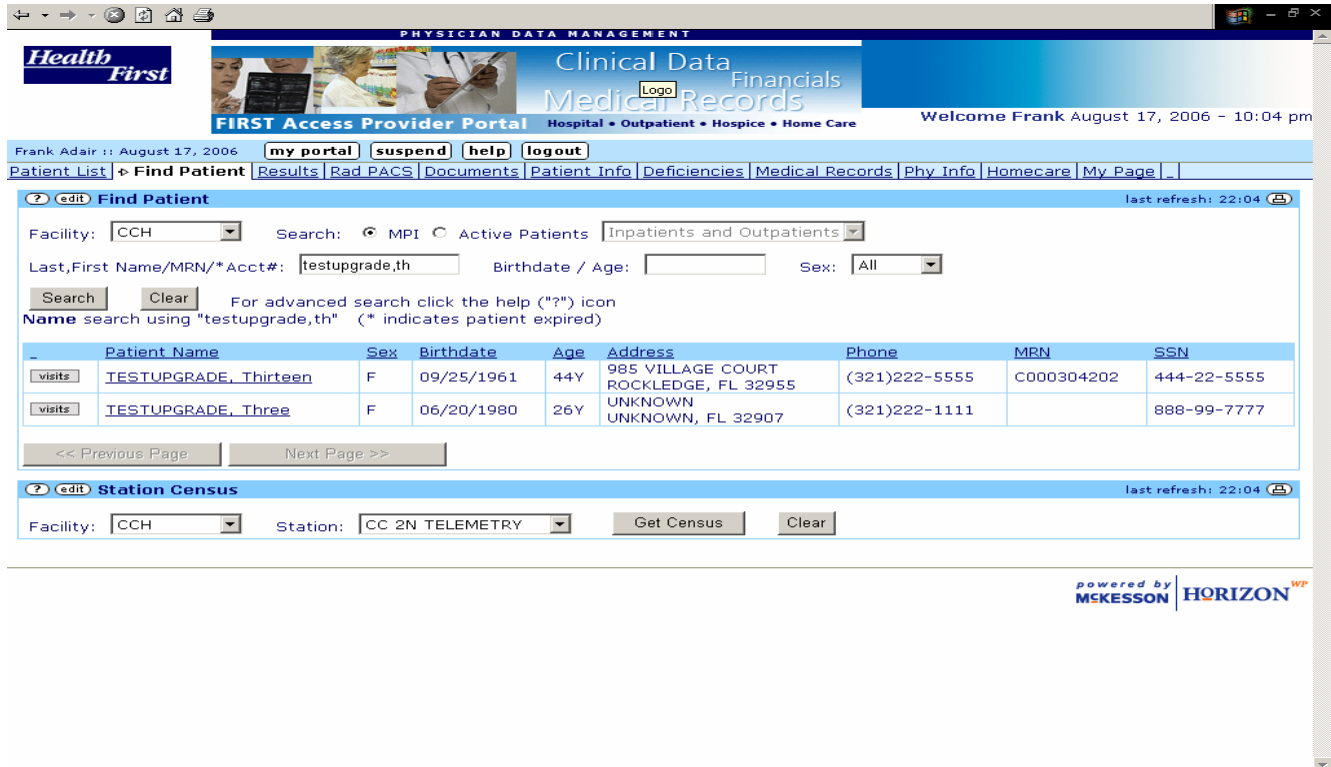 PHYSICIAN DATA MANAGEMENT
Health
First
Clinical Data
Financials
Logo
Medical Records
FIRST Access Provider Portal Hospital • Outpatient • Hospice • Home Care
Welcome Frank August 17, 2006 - 10:04 pm
Frank Adair :: August 17, 2006 my portal suspend help logout
Patient List Find Patient Results Rad PACS Documents Patient Info Deficiencies Medical Records Phy Info Homecare My Page _
? edit Find Patient last refresh: 22:04
Facility: CCH Search: MPI Active Patients Inpatients and Outpatients
Last,First Name/MRN/*Acct#: testupgrade,th Birthdate / Age: Sex: All
Search Clear For advanced search click the help ("?") icon
Name search using "testupgrade,th" (* indicates patient expired)
_ Patient Name Sex Birthdate Age Address Phone MRN SSN
visits TESTUPGRADE, Thirteen F 09/25/1961 44Y 985 VILLAGE COURT (321)222-5555 C000304202 444-22-5555
ROCKLEDGE, FL 32955
visits TESTUPGRADE, Three F 06/20/1980 26Y UNKNOWN (321)222-1111 888-99-7777
UNKNOWN, FL 32907
<< Previous Page Next Page >>
? edit Station Census last refresh: 22:04
Facility: CCH Station: CC 2N TELEMETRY Get Census Clear
powered by
McKESSON HORIZON WP